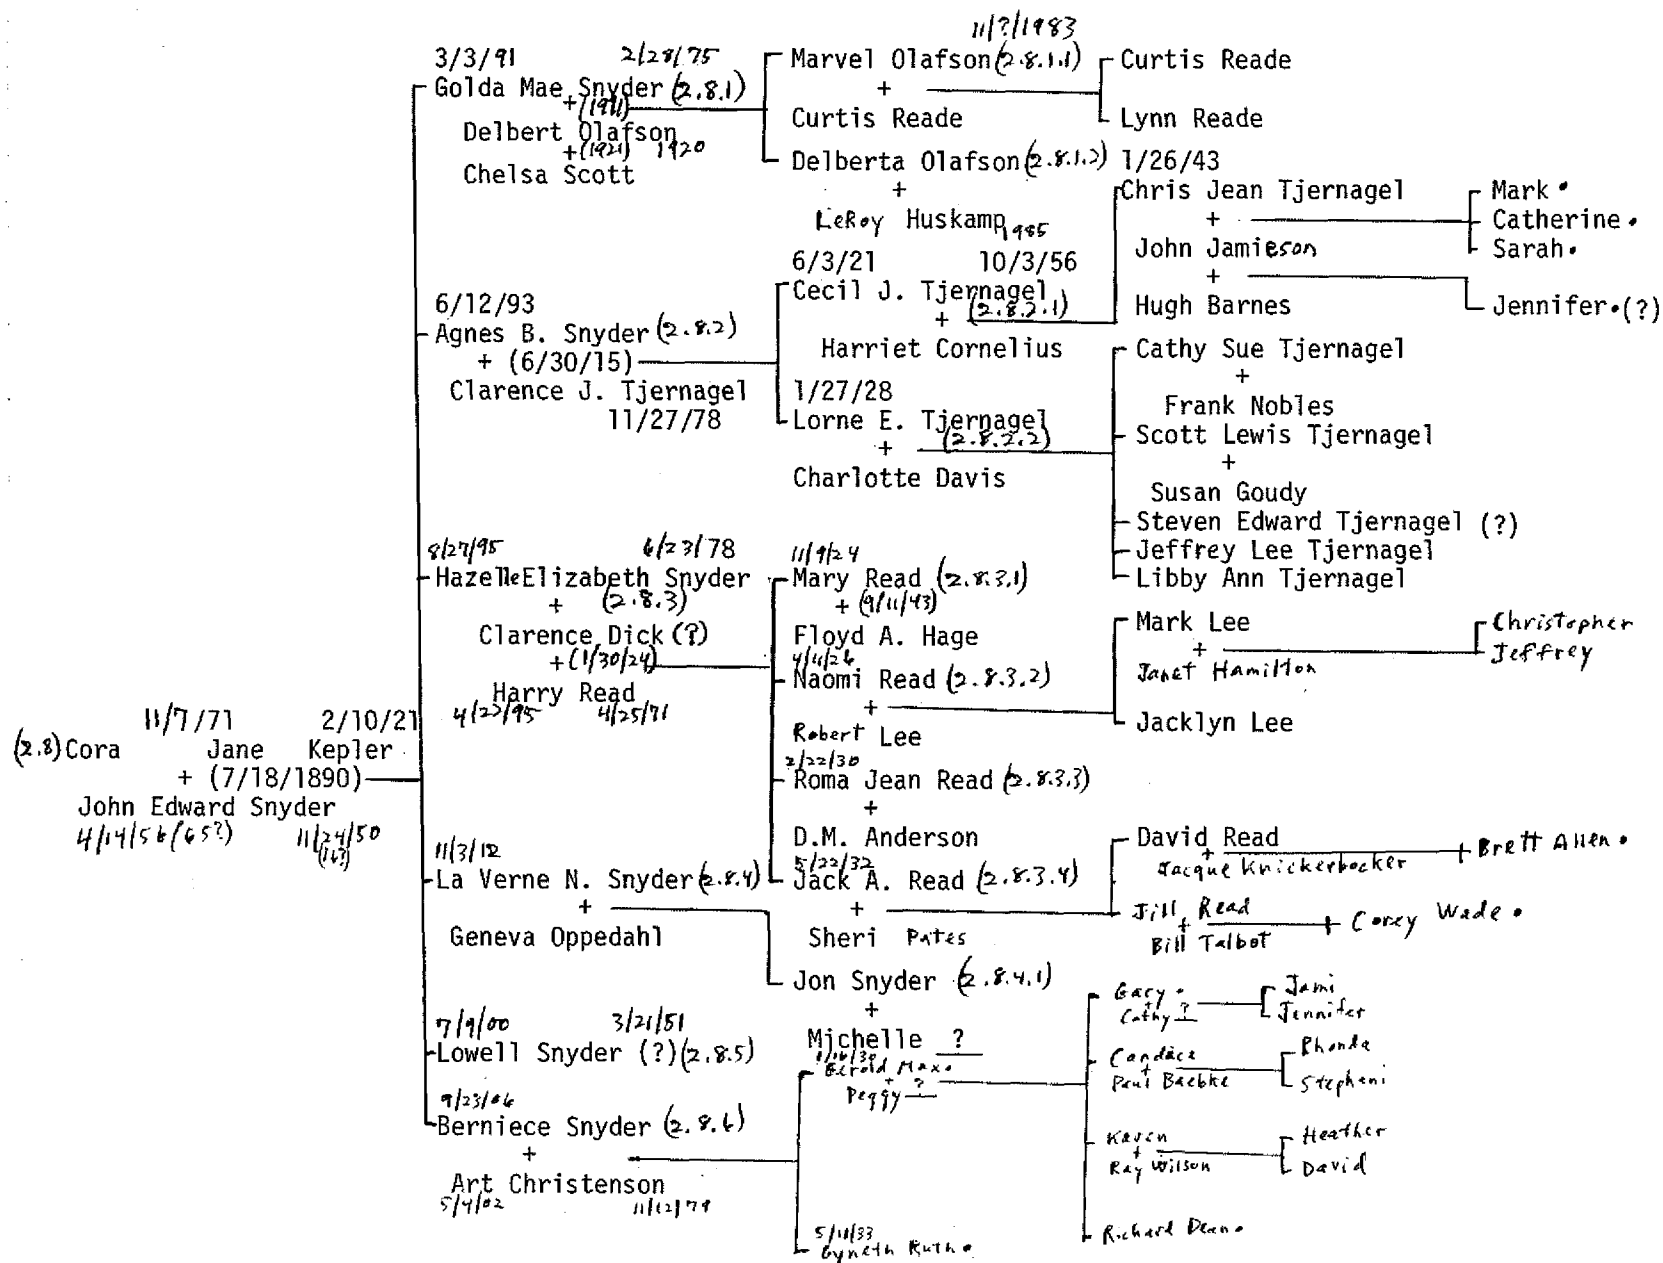 11/?/1983
3/3/91 2/28/75
Golda Mae Snyder (2.8.1)
+(1911)
Delbert Olafson
+(1921) 1920
Chelsa Scott
Marvel Olafson (2.8.1.1)
+
Curtis Reade
Curtis Reade
Lynn Reade
Delberta Olafson (2.8.1.2)
+
LeRoy Huskamp 1985
1/26/43
Chris Jean Tjernagel
+
John Jamieson
+
Hugh Barnes
Mark •
Catherine •
Sarah •
Jennifer • (?)
6/12/93
Agnes B. Snyder (2.8.2)
+ (6/30/15)
Clarence J. Tjernagel
11/27/78
6/3/21 10/3/56
Cecil J. Tjernagel
+ (2.8.2.1)
Harriet Cornelius
1/27/28
Lorne E. Tjernagel
+ (2.8.2.2)
Charlotte Davis
Cathy Sue Tjernagel
+
Frank Nobles
Scott Lewis Tjernagel
+
Susan Goudy
Steven Edward Tjernagel (?)
Jeffrey Lee Tjernagel
Libby Ann Tjernagel
8/27/95 6/23/78
Hazelle Elizabeth Snyder
+ (2.8.3)
Clarence Dick (?)
+(1/30/24)
Harry Read
4/22/95 4/25/71
11/9/24
Mary Read (2.8.3.1)
+ (9/11/43)
Floyd A. Hage
4/4/26
Naomi Read (2.8.3.2)
+
Robert Lee
Mark Lee
+
Janet Hamilton
Jacklyn Lee
Christopher
Jeffrey
2/22/30
Roma Jean Read (2.8.3.3)
+
D.M. Anderson
5/22/32
Jack A. Read (2.8.3.4)
+
Sheri Pates
David Read
+
Jacque Knickerbocker
Brett Allen •
Jill Read
+
Bill Talbot
Corey Wade •
11/7/71 2/10/21
(2.8) Cora Jane Kepler
+ (7/18/1890)
John Edward Snyder
4/14/56 (65?) 11/24/50
(16?)
11/3/12
La Verne N. Snyder (2.8.4)
+
Geneva Oppedahl
Jon Snyder (2.8.4.1)
+
Michelle ?
7/9/00 3/21/51
Lowell Snyder (?) (2.8.5)
9/23/06
Berniece Snyder (2.8.6)
+
Art Christenson
5/4/02 11/12/79
Max •
+
Peggy ?
Gary •
+
Cathy ?
Jami
Jennifer
Candace
+
Paul Baebke
Rhonda
Stephani
Karen
+
Ray Wilson
Heather
David
Richard Dean •
5/11/33
Gyneth Ruth •